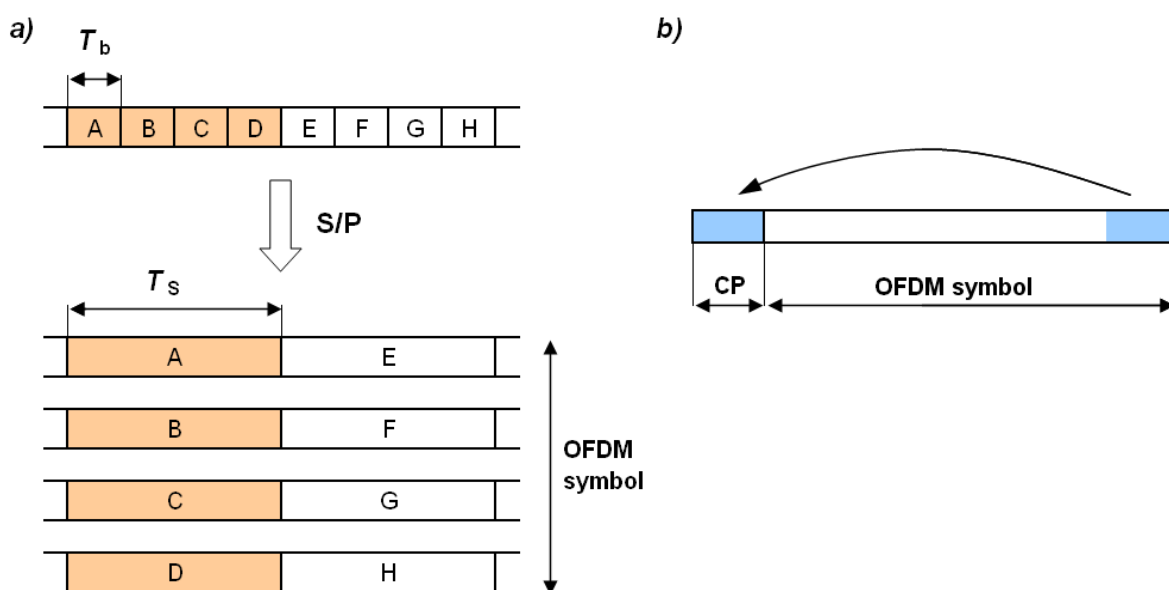 a)
T b
A B C D E F G H
S/P
T S
A E
B F
C G
D H
OFDM
symbol
b)
CP OFDM symbol